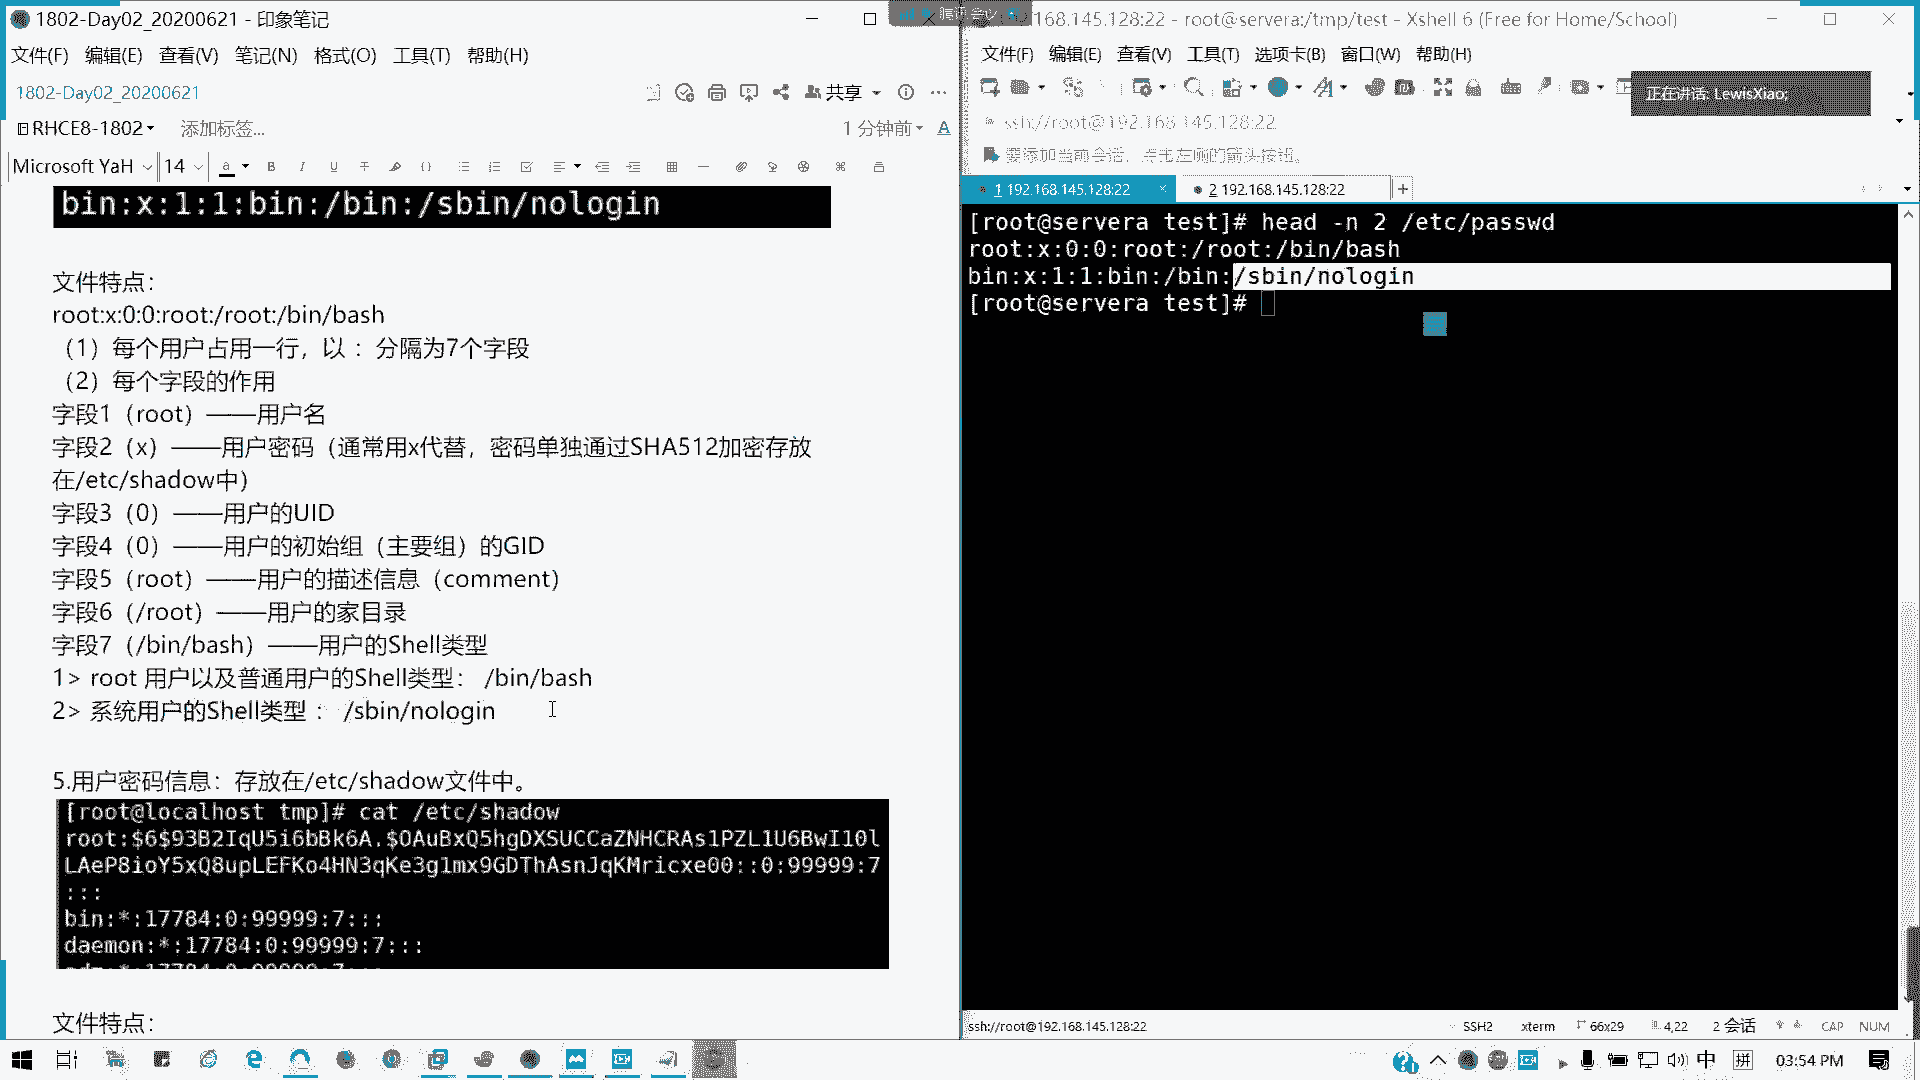 1802-Day02_20200621 - 印象笔记
文件(F) 编辑(E) 查看(V) 笔记(N) 格式(O) 工具(T) 帮助(H)
1802-Day02_20200621
共享
RHCE8-1802 添加标签...
1 分钟前
Microsoft YaH 14
bin:x:1:1:bin:/bin:/sbin/nologin
文件特点：
root:x:0:0:root:/root:/bin/bash
（1）每个用户占用一行，以 ：分隔为7个字段
（2）每个字段的作用
字段1（root）——用户名
字段2（x）——用户密码（通常用x代替，密码单独通过SHA512加密存放
在/etc/shadow中）
字段3（0）——用户的UID
字段4（0）——用户的初始组（主要组）的GID
字段5（root）——用户的描述信息（comment）
字段6（/root）——用户的家目录
字段7（/bin/bash）——用户的Shell类型
1> root 用户以及普通用户的Shell类型： /bin/bash
2> 系统用户的Shell类型 ： /sbin/nologin
5.用户密码信息：存放在/etc/shadow文件中。
[root@localhost tmp]# cat /etc/shadow
root:$6$93B2IqU5i6bBk6A.$OAuBxQ5hgDXSUCCaZNHCRAs1PZL1U6BwI10l
LAeP8ioY5xQ8upLEFKo4HN3qKe3g1mx9GDThAsnJqKMricxe00::0:99999:7
:::
bin:*:17784:0:99999:7:::
daemon:*:17784:0:99999:7:::
文件特点：
腾讯会议
168.145.128:22 - root@servera:/tmp/test - Xshell 6 (Free for Home/School)
文件(F) 编辑(E) 查看(V) 工具(T) 选项卡(B) 窗口(W) 帮助(H)
正在讲话: LewisXiao;
ssh://root@192.168.145.128:22
要添加当前会话，点击左侧的箭头按钮。
1 192.168.145.128:22 2 192.168.145.128:22
[root@servera test]# head -n 2 /etc/passwd
root:x:0:0:root:/root:/bin/bash
bin:x:1:1:bin:/bin:/sbin/nologin
[root@servera test]#
ssh://root@192.168.145.128:22 SSH2 xterm 66x29 4,22 2 会话 CAP NUM
中 拼 03:54 PM